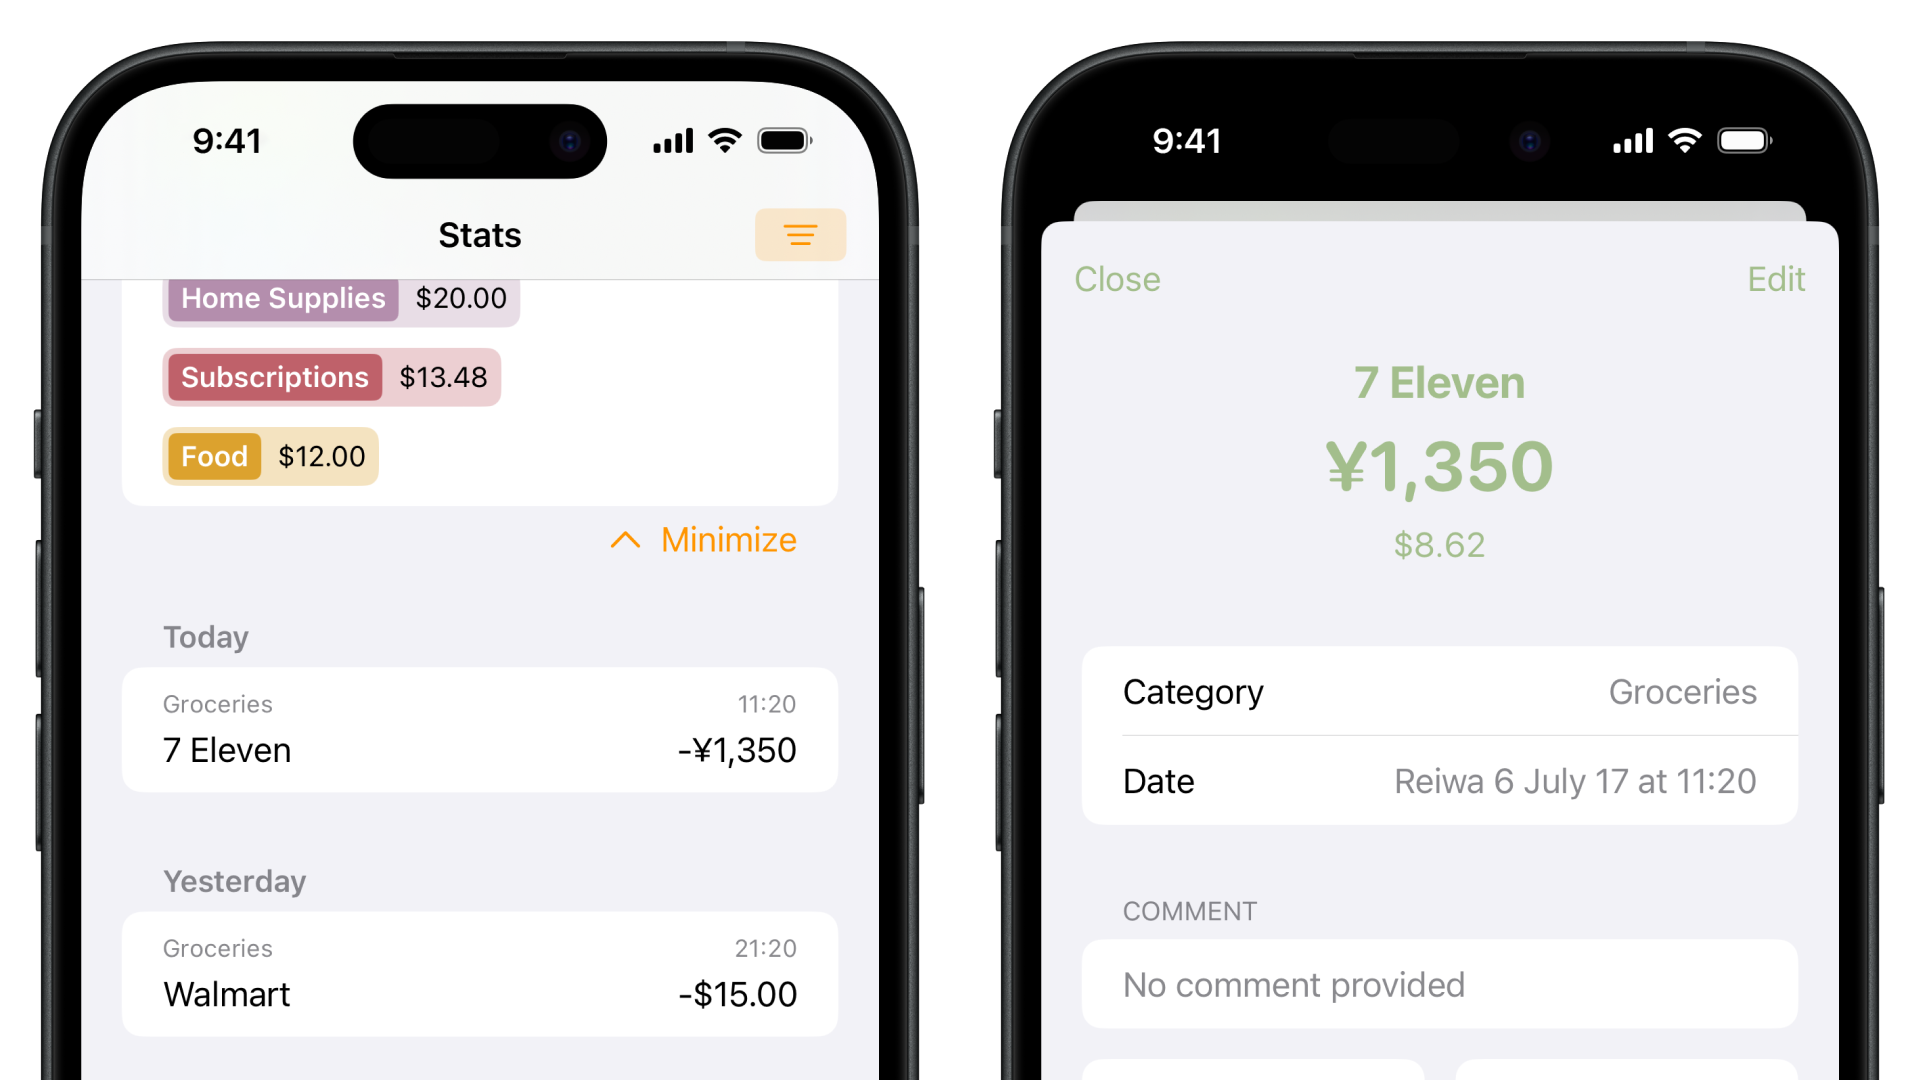 9:41
Stats
Home Supplies $20.00
Subscriptions $13.48
Food $12.00
Minimize
Today
Groceries 11:20
7 Eleven -¥1,350
Yesterday
Groceries 21:20
Walmart -$15.00
9:41
Close Edit
7 Eleven
¥1,350
$8.62
Category Groceries
Date Reiwa 6 July 17 at 11:20
COMMENT
No comment provided